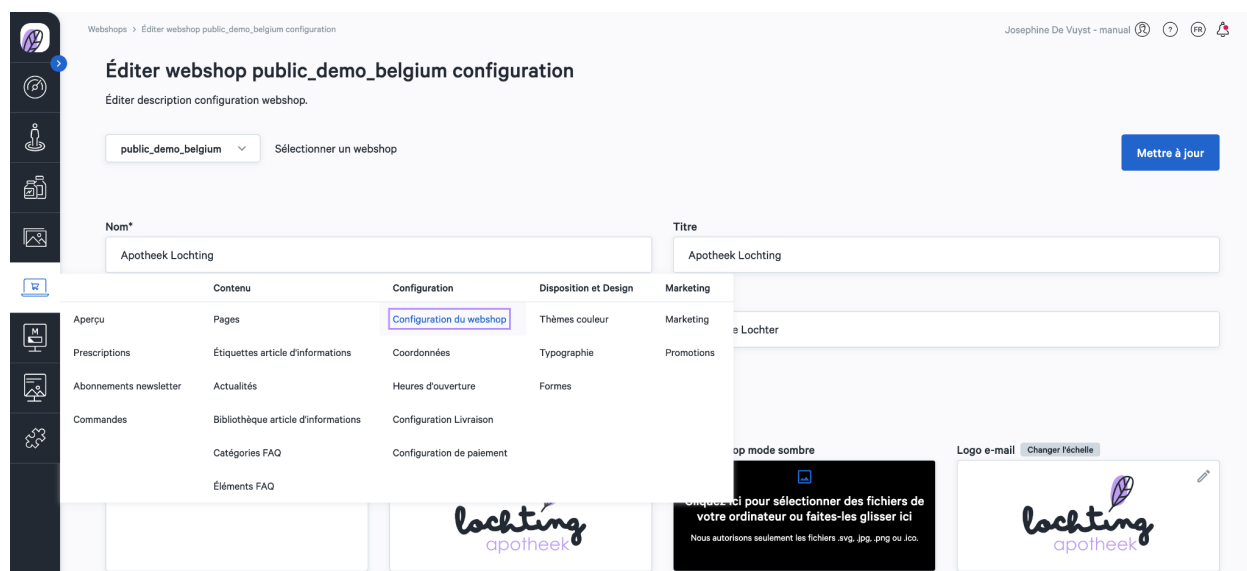 Webshops > Éditer webshop public_demo_belgium configuration
Josephine De Vuyst - manual ? FR
Éditer webshop public_demo_belgium configuration
Éditer description configuration webshop.
public_demo_belgium Sélectionner un webshop
Mettre à jour
Nom* Titre
Apotheek Lochting Apotheek Lochting
Contenu Configuration Disposition et Design Marketing
Aperçu Pages Configuration du webshop Thèmes couleur Marketing
e Lochter
Prescriptions Étiquettes article d'informations Coordonnées Typographie Promotions
M
Abonnements newsletter Actualités Heures d'ouverture Formes
Commandes Bibliothèque article d'informations Configuration Livraison
Catégories FAQ Configuration de paiement
Éléments FAQ
op mode sombre Logo e-mail Changer l'échelle
Cliquez ici pour sélectionner des fichiers de
votre ordinateur ou faites-les glisser ici
Nous autorisons seulement les fichiers .svg, .jpg, .png ou .ico.
lochting
apotheek
lochting
apotheek